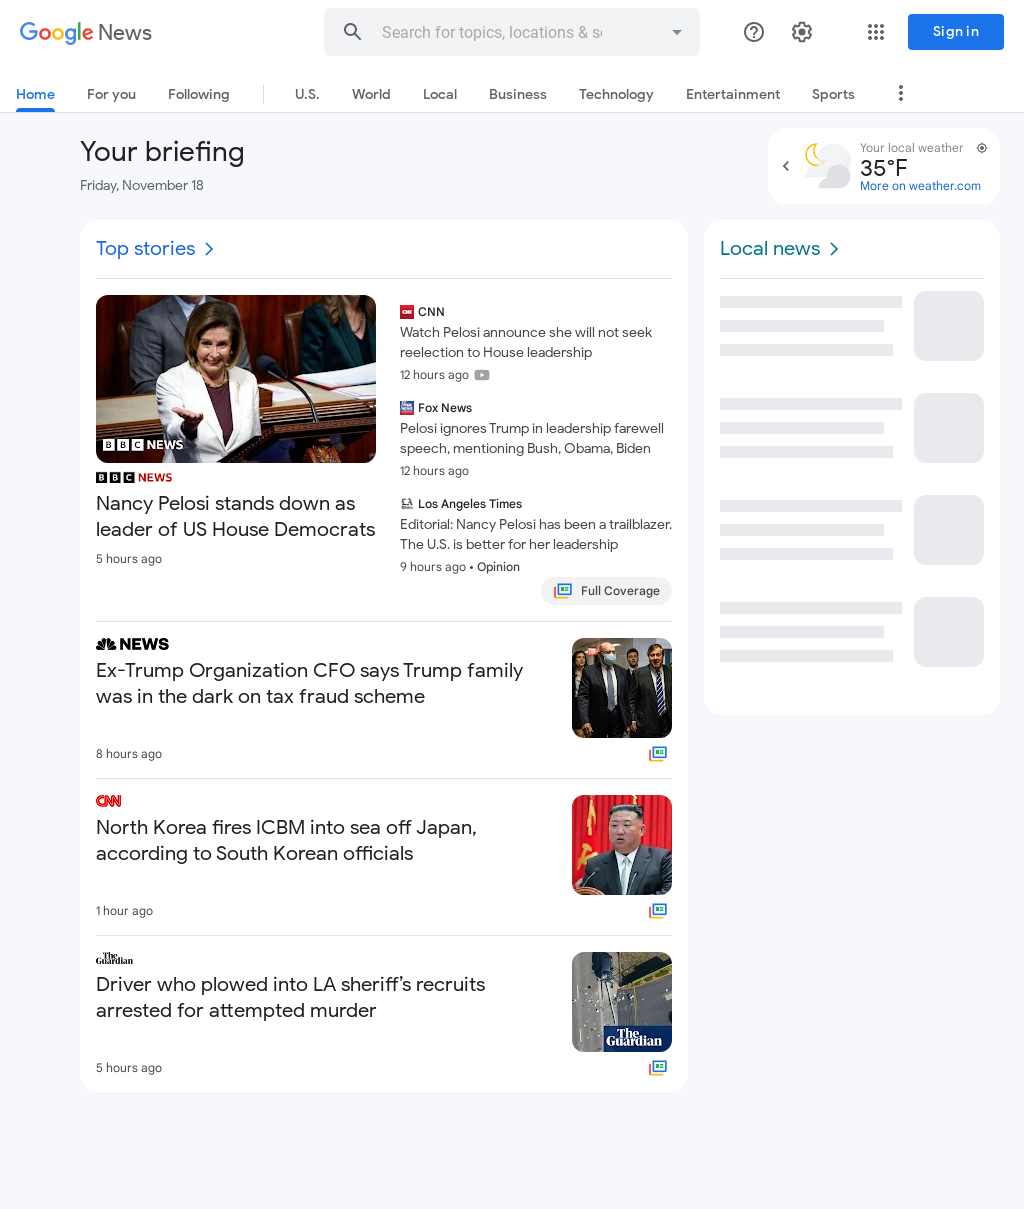 Google News
Search for topics, locations & so
Sign in
Home
For you
Following
U.S.
World
Local
Business
Technology
Entertainment
Sports
Your briefing
Friday, November 18
Your local weather
35°F
More on weather.com
Top stories
BBC NEWS
BBC NEWS
Nancy Pelosi stands down as
leader of US House Democrats
5 hours ago
CNN
CNN
Watch Pelosi announce she will not seek
reelection to House leadership
12 hours ago
Fox News
Pelosi ignores Trump in leadership farewell
speech, mentioning Bush, Obama, Biden
12 hours ago
Los Angeles Times
Editorial: Nancy Pelosi has been a trailblazer.
The U.S. is better for her leadership
9 hours ago • Opinion
Full Coverage
NEWS
Ex-Trump Organization CFO says Trump family
was in the dark on tax fraud scheme
8 hours ago
CNN
North Korea fires ICBM into sea off Japan,
according to South Korean officials
1 hour ago
The
Guardian
Driver who plowed into LA sheriff’s recruits
arrested for attempted murder
The
Guardian
5 hours ago
Local news